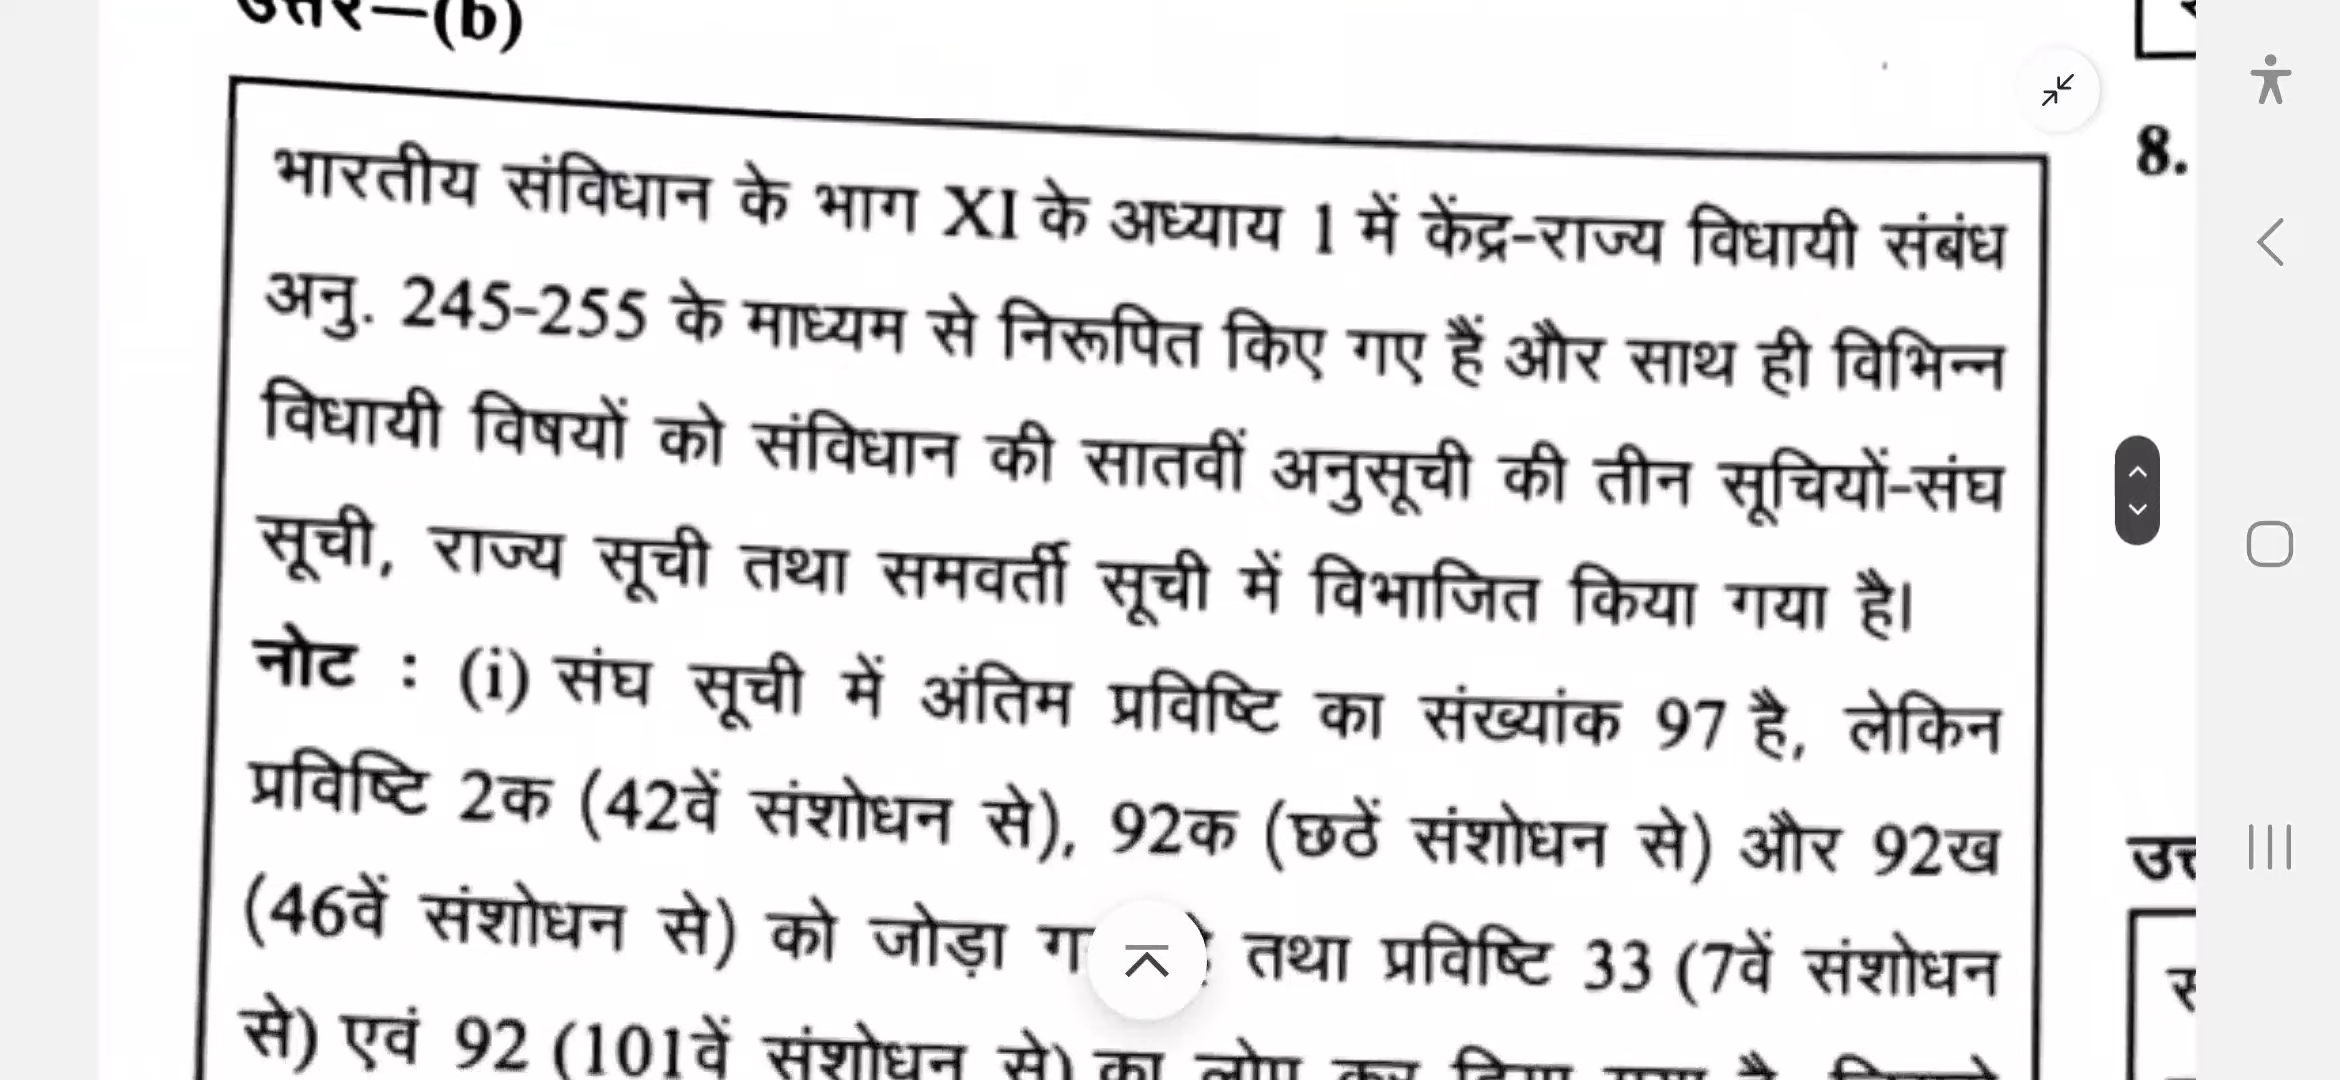 उत्तर—(b)
भारतीय संविधान के भाग XI के अध्याय 1 में केंद्र-राज्य विधायी संबंध
अनु. 245-255 के माध्यम से निरूपित किए गए हैं और साथ ही विभिन्न
विधायी विषयों को संविधान की सातवीं अनुसूची की तीन सूचियों-संघ
सूची, राज्य सूची तथा समवर्ती सूची में विभाजित किया गया है।
नोट : (i) संघ सूची में अंतिम प्रविष्टि का संख्यांक 97 है, लेकिन
प्रविष्टि 2क (42वें संशोधन से), 92क (छठें संशोधन से) और 92ख
(46वें संशोधन से) को जोड़ा तथा प्रविष्टि 33 (7वें संशोधन
से) एवं 92 (101वें संशोधन से) का लोप कर दिया गया है
8.